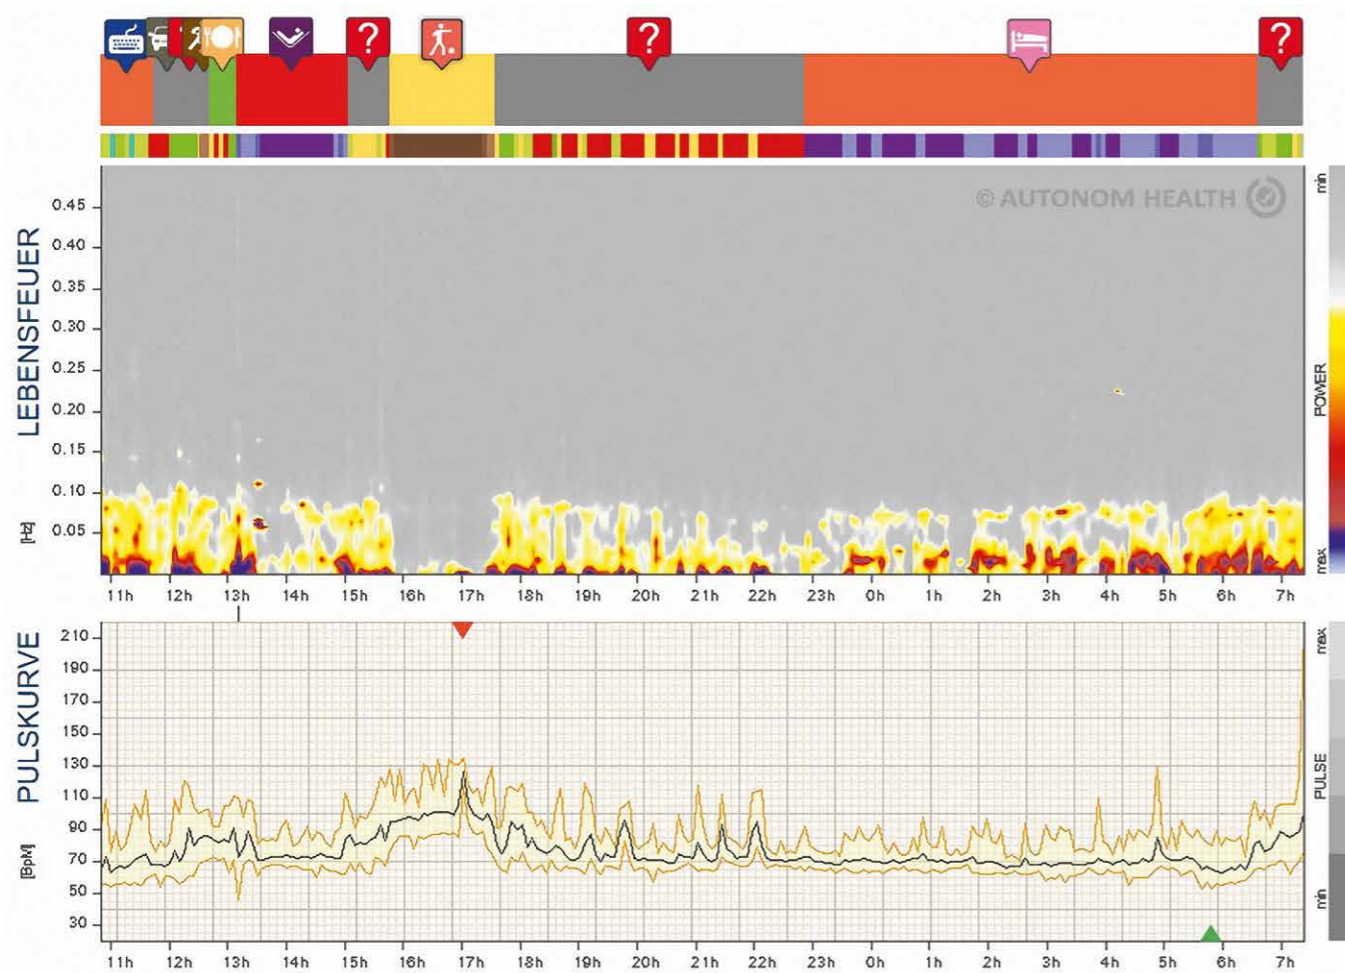 ?
?
?
© AUTONOM HEALTH
LEBENSFEUER
[Hz]
0.45
0.40
0.35
0.30
0.25
0.20
0.15
0.10
0.05
min
POWER
max
11h 12h 13h 14h 15h 16h 17h 18h 19h 20h 21h 22h 23h 0h 1h 2h 3h 4h 5h 6h 7h
PULSKURVE
[BpM]
210
190
170
150
130
110
90
70
50
30
max
PULSE
min
11h 12h 13h 14h 15h 16h 17h 18h 19h 20h 21h 22h 23h 0h 1h 2h 3h 4h 5h 6h 7h